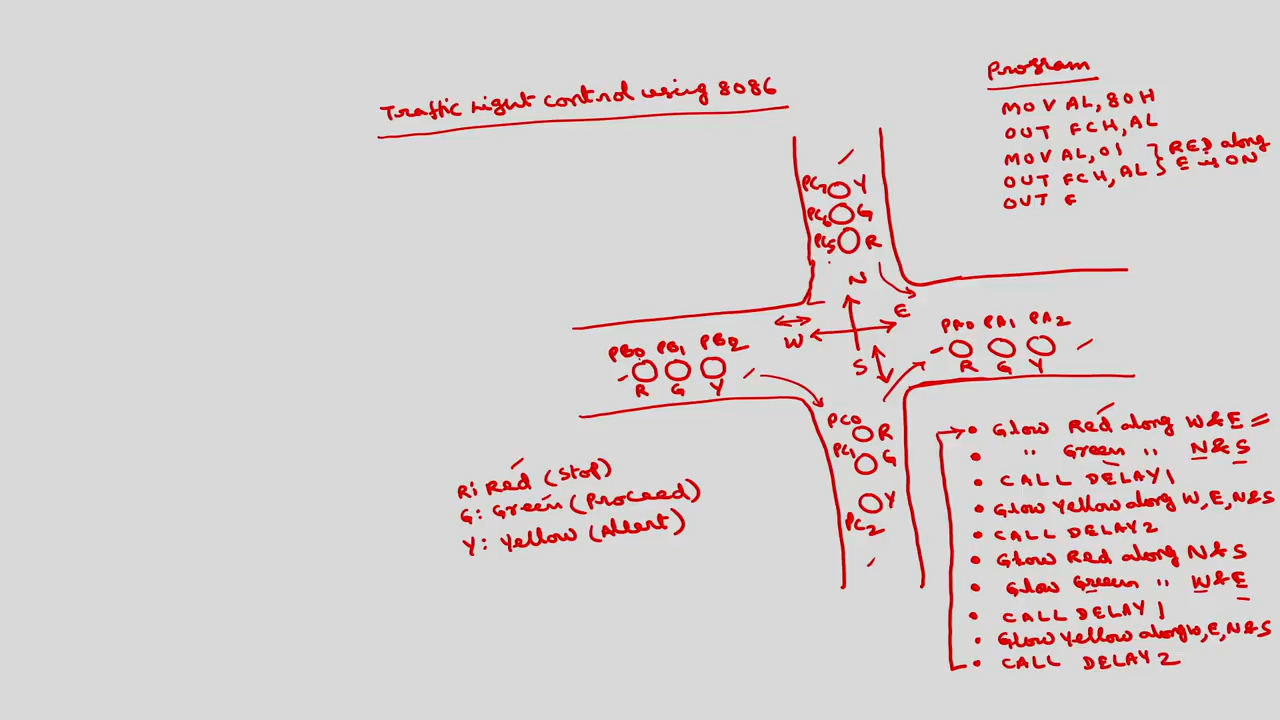 Traffic Light control using 8086
Program
MOV AL, 80H
OUT FCH, AL
MOV AL, 01 } RED along
OUT FCH, AL } E is ON
OUT F
PC7 Y
PC6 G
PC5 R
N
E
W
S
PB0 PB1 PB2
R G Y
PA0 PA1 PA2
R G Y
PC0 R
PC1 G
Y
PC2
R: Red (Stop)
G: Green (Proceed)
Y: Yellow (Allert)
• Glow Red along W & E
• " Green " N & S
• CALL DELAY 1
• Glow Yellow along W, E, N & S
• CALL DELAY 2
• Glow Red along N & S
• Glow Green " W & E
• CALL DELAY 1
• Glow Yellow along W, E, N & S
• CALL DELAY 2